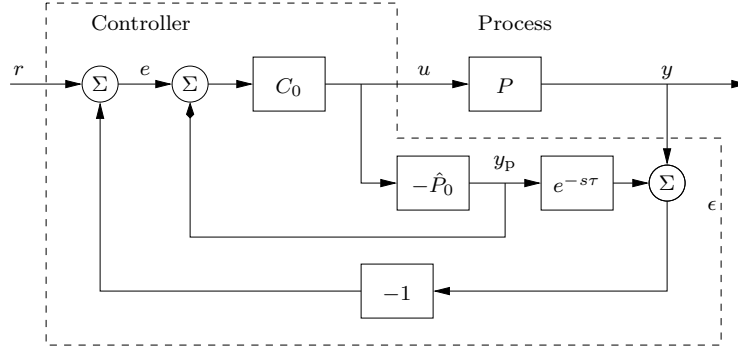 Controller
Process
r
Σ
e
Σ
C₀
u
P
y
−P̂₀
yₚ
e^{−sτ}
Σ
ϵ
−1